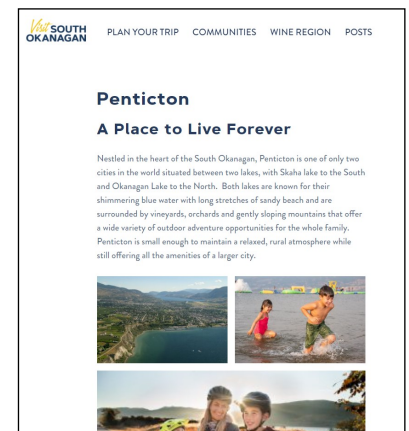 Visit SOUTH
OKANAGAN
PLAN YOUR TRIP COMMUNITIES WINE REGION POSTS
Penticton
A Place to Live Forever
Nestled in the heart of the South Okanagan, Penticton is one of only two
cities in the world situated between two lakes, with Skaha lake to the South
and Okanagan Lake to the North. Both lakes are known for their
shimmering blue water with long stretches of sandy beach and are
surrounded by vineyards, orchards and gently sloping mountains that offer
a wide variety of outdoor adventure opportunities for the whole family.
Penticton is small enough to maintain a relaxed, rural atmosphere while
still offering all the amenities of a larger city.